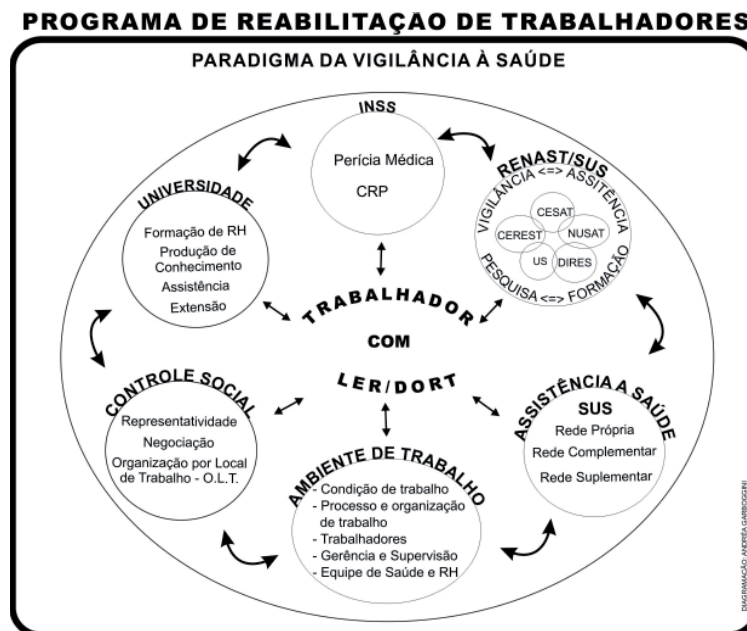 PROGRAMA DE REABILITAÇÃO DE TRABALHADORES
PARADIGMA DA VIGILÂNCIA À SAÚDE
INSS
Perícia Médica
CRP
RENAST/SUS
VIGILÂNCIA <=> ASSITÊNCIA
CESAT
CEREST
NUSAT
US
DIRES
PESQUISA <=> FORMAÇÃO
UNIVERSIDADE
Formação de RH
Produção de
Conhecimento
Assistência
Extensão
TRABALHADOR
COM
LER/DORT
CONTROLE SOCIAL
Representatividade
Negociação
Organização por Local
de Trabalho - O.L.T.
AMBIENTE DE TRABALHO
- Condição de trabalho
- Processo e organização
de trabalho
- Trabalhadores
- Gerência e Supervisão
- Equipe de Saúde e RH
ASSISTÊNCIA A SAÚDE
SUS
Rede Própria
Rede Complementar
Rede Suplementar
DIAGRAMAÇÃO: ANDRÉA GARBOGGINI